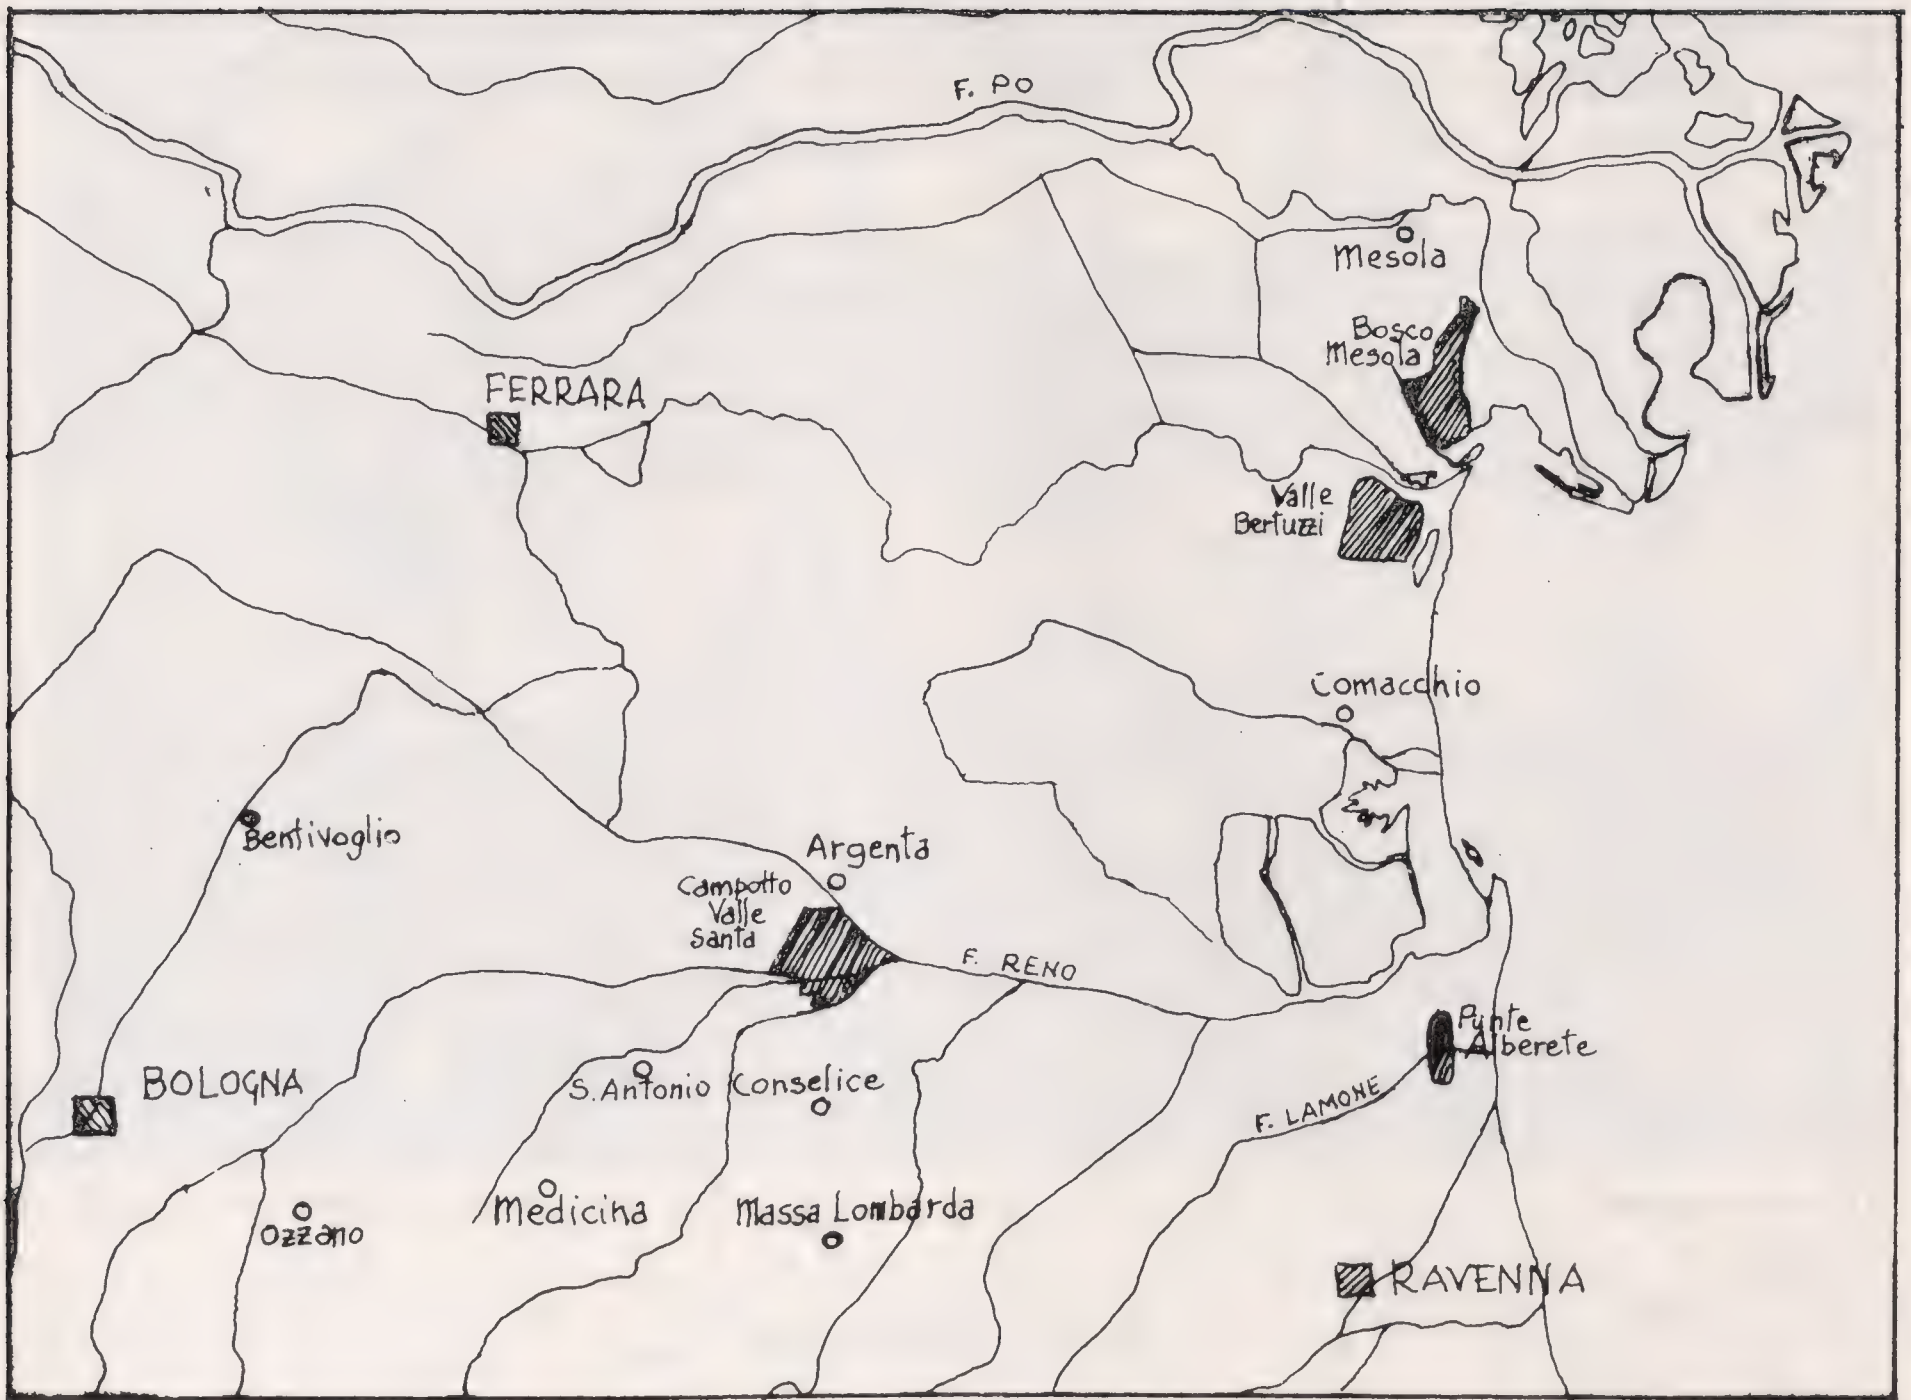 F. PO
Mesola
Bosco
Mesola
FERRARA
Valle
Bertuzzi
Comacchio
Bentivoglio
Argenta
Campotto
Valle
Santa
F. RENO
Punte
Alberete
BOLOGNA
S. Antonio
Conselice
F. LAMONE
Medicina
Massa Lombarda
Ozzano
RAVENNA